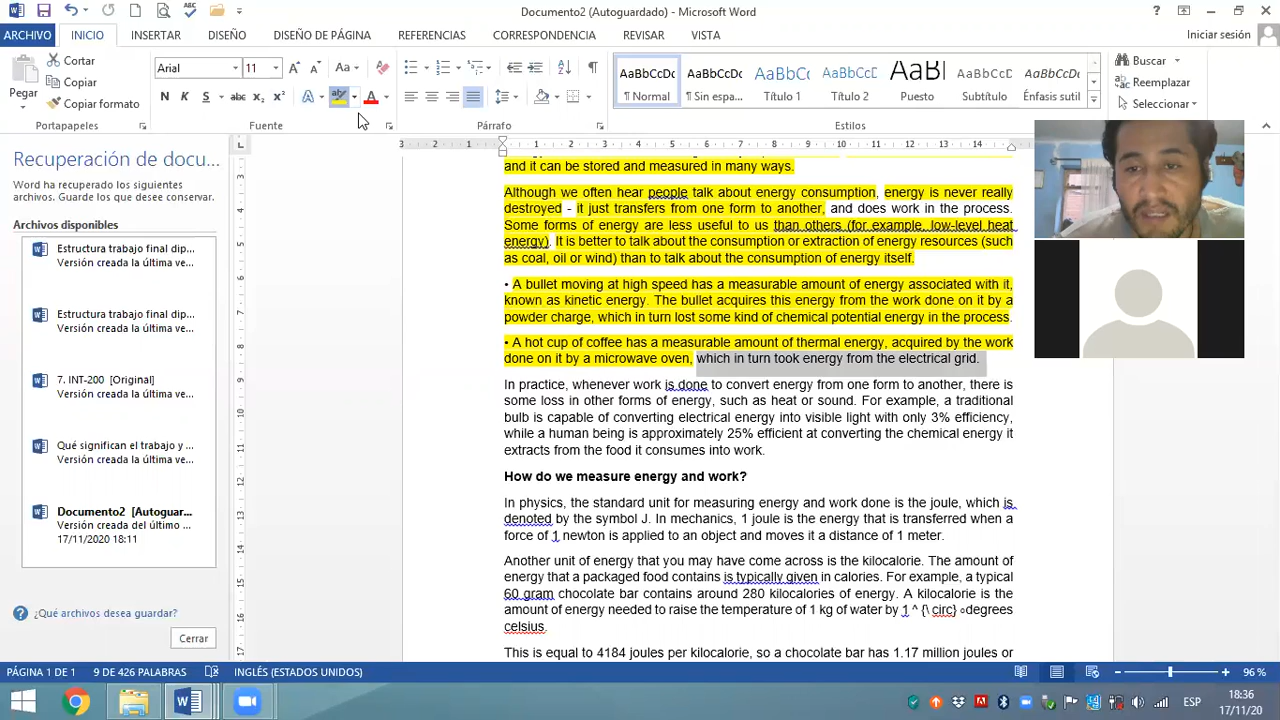 Documento2 (Autoguardado) - Microsoft Word
ARCHIVO INICIO INSERTAR DISEÑO DISEÑO DE PÁGINA REFERENCIAS CORRESPONDENCIA REVISAR VISTA Iniciar sesión
Pegar
Cortar
Copiar
Copiar formato
Portapapeles
Arial 11
Fuente
Párrafo
AaBbCcDc AaBbCcDc AaBbCcDc AaBbCcDc AaBl AaBbCcDc AaBbCcDc
¶ Normal ¶ Sin espa... Título 1 Título 2 Puesto Subtítulo Énfasis sutil
Estilos
Buscar
Reemplazar
Seleccionar
Edición
Recuperación de docu...
Word ha recuperado los siguientes
archivos. Guarde los que desee conservar.
Archivos disponibles
Estructura trabajo final dip...
Versión creada la última ve...
Estructura trabajo final dip...
Versión creada la última ve...
7. INT-200 [Original]
Versión creada la última ve...
Qué significan el trabajo y ...
Versión creada la última ve...
Documento2 [Autoguar...
Versión creada del último ...
17/11/2020 18:11
¿Qué archivos desea guardar?
Cerrar
and it can be stored and measured in many ways.
Although we often hear people talk about energy consumption, energy is never really
destroyed - it just transfers from one form to another, and does work in the process.
Some forms of energy are less useful to us than others (for example, low-level heat
energy). It is better to talk about the consumption or extraction of energy resources (such
as coal, oil or wind) than to talk about the consumption of energy itself.
• A bullet moving at high speed has a measurable amount of energy associated with it,
known as kinetic energy. The bullet acquires this energy from the work done on it by a
powder charge, which in turn lost some kind of chemical potential energy in the process.
• A hot cup of coffee has a measurable amount of thermal energy, acquired by the work
done on it by a microwave oven, which in turn took energy from the electrical grid.
In practice, whenever work is done to convert energy from one form to another, there is
some loss in other forms of energy, such as heat or sound. For example, a traditional
bulb is capable of converting electrical energy into visible light with only 3% efficiency,
while a human being is approximately 25% efficient at converting the chemical energy it
extracts from the food it consumes into work.
How do we measure energy and work?
In physics, the standard unit for measuring energy and work done is the joule, which is
denoted by the symbol J. In mechanics, 1 joule is the energy that is transferred when a
force of 1 newton is applied to an object and moves it a distance of 1 meter.
Another unit of energy that you may have come across is the kilocalorie. The amount of
energy that a packaged food contains is typically given in calories. For example, a typical
60 gram chocolate bar contains around 280 kilocalories of energy. A kilocalorie is the
amount of energy needed to raise the temperature of 1 kg of water by 1 ^ {\ circ} ∘degrees
celsius.
This is equal to 4184 joules per kilocalorie, so a chocolate bar has 1.17 million joules or
PÁGINA 1 DE 1 9 DE 426 PALABRAS INGLÉS (ESTADOS UNIDOS) 96 %
ESP
18:36
17/11/20